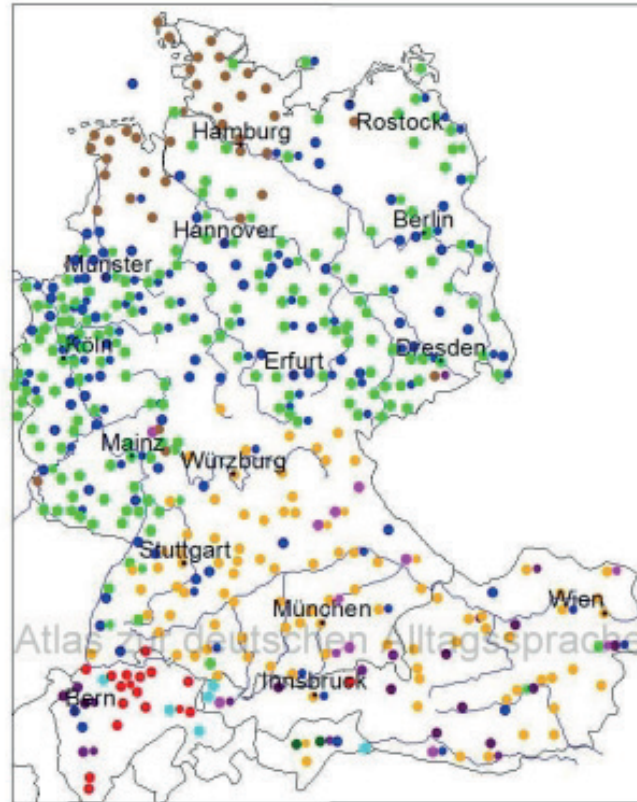 Hamburg
Rostock
Hannover
Berlin
Münster
Köln
Erfurt
Dresden
Mainz
Würzburg
Stuttgart
München
Wien
Atlas zur deutschen Alltagssprache
Bern
Innsbruck